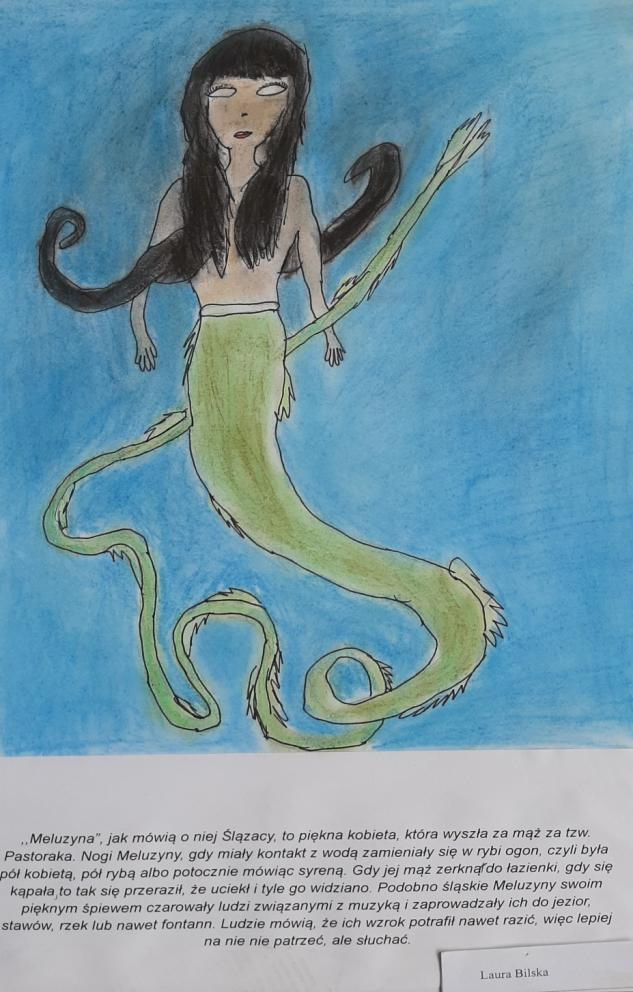 ,,Meluzyna", jak mówią o niej Ślązacy, to piękna kobieta, która wyszła za mąż za tzw.
Pastoraka. Nogi Meluzyny, gdy miały kontakt z wodą zamieniały się w rybi ogon, czyli była
pół kobietą, pół rybą albo potocznie mówiąc syreną. Gdy jej mąż zerknął do łazienki, gdy się
kąpała to tak się przeraził, że uciekł i tyle go widziano. Podobno śląskie Meluzyny swoim
pięknym śpiewem czarowały ludzi związanymi z muzyką i zaprowadzały ich do jezior,
stawów, rzek lub nawet fontann. Ludzie mówią, że ich wzrok potrafił nawet razić, więc lepiej
na nie nie patrzeć, ale słuchać.
Laura Bilska